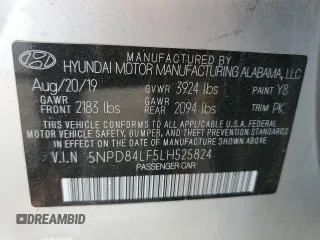 MANUFACTURED BY
HYUNDAI MOTOR MANUFACTURING ALABAMA, LLC
Aug/20/19 GVWR 3924 lbs PAINT Y8
GAWR FRONT 2183 lbs GAWR REAR 2094 lbs TRIM PK
THIS VEHICLE CONFORMS TO ALL APPLICABLE U.S.
FEDERAL MOTOR VEHICLE SAFETY, BUMPER, AND THEFT
PREVENTION STANDARDS IN EFFECT ON THE DATE OF
MANUFACTURE SHOWN ABOVE.
V.I.N 5NPD84LF5LH525824
PASSENGER CAR
DEALERBID UNITED